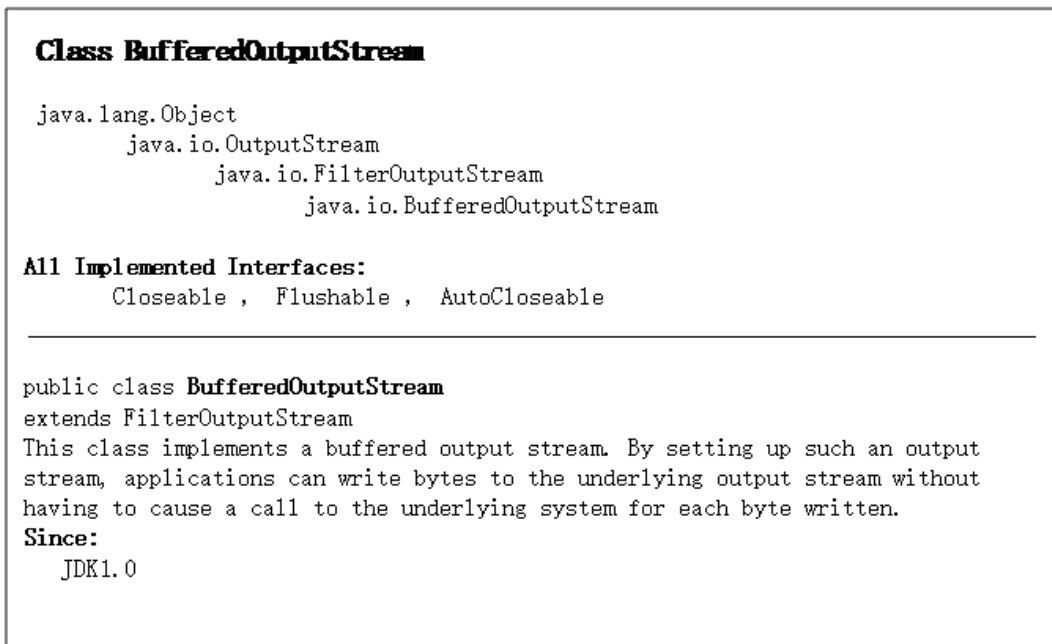 Class BufferedOutputStream
java.lang.Object
java.io.OutputStream
java.io.FilterOutputStream
java.io.BufferedOutputStream
All Implemented Interfaces:
Closeable , Flushable , AutoCloseable
public class BufferedOutputStream
extends FilterOutputStream
This class implements a buffered output stream. By setting up such an output
stream, applications can write bytes to the underlying output stream without
having to cause a call to the underlying system for each byte written.
Since:
JDK1.0